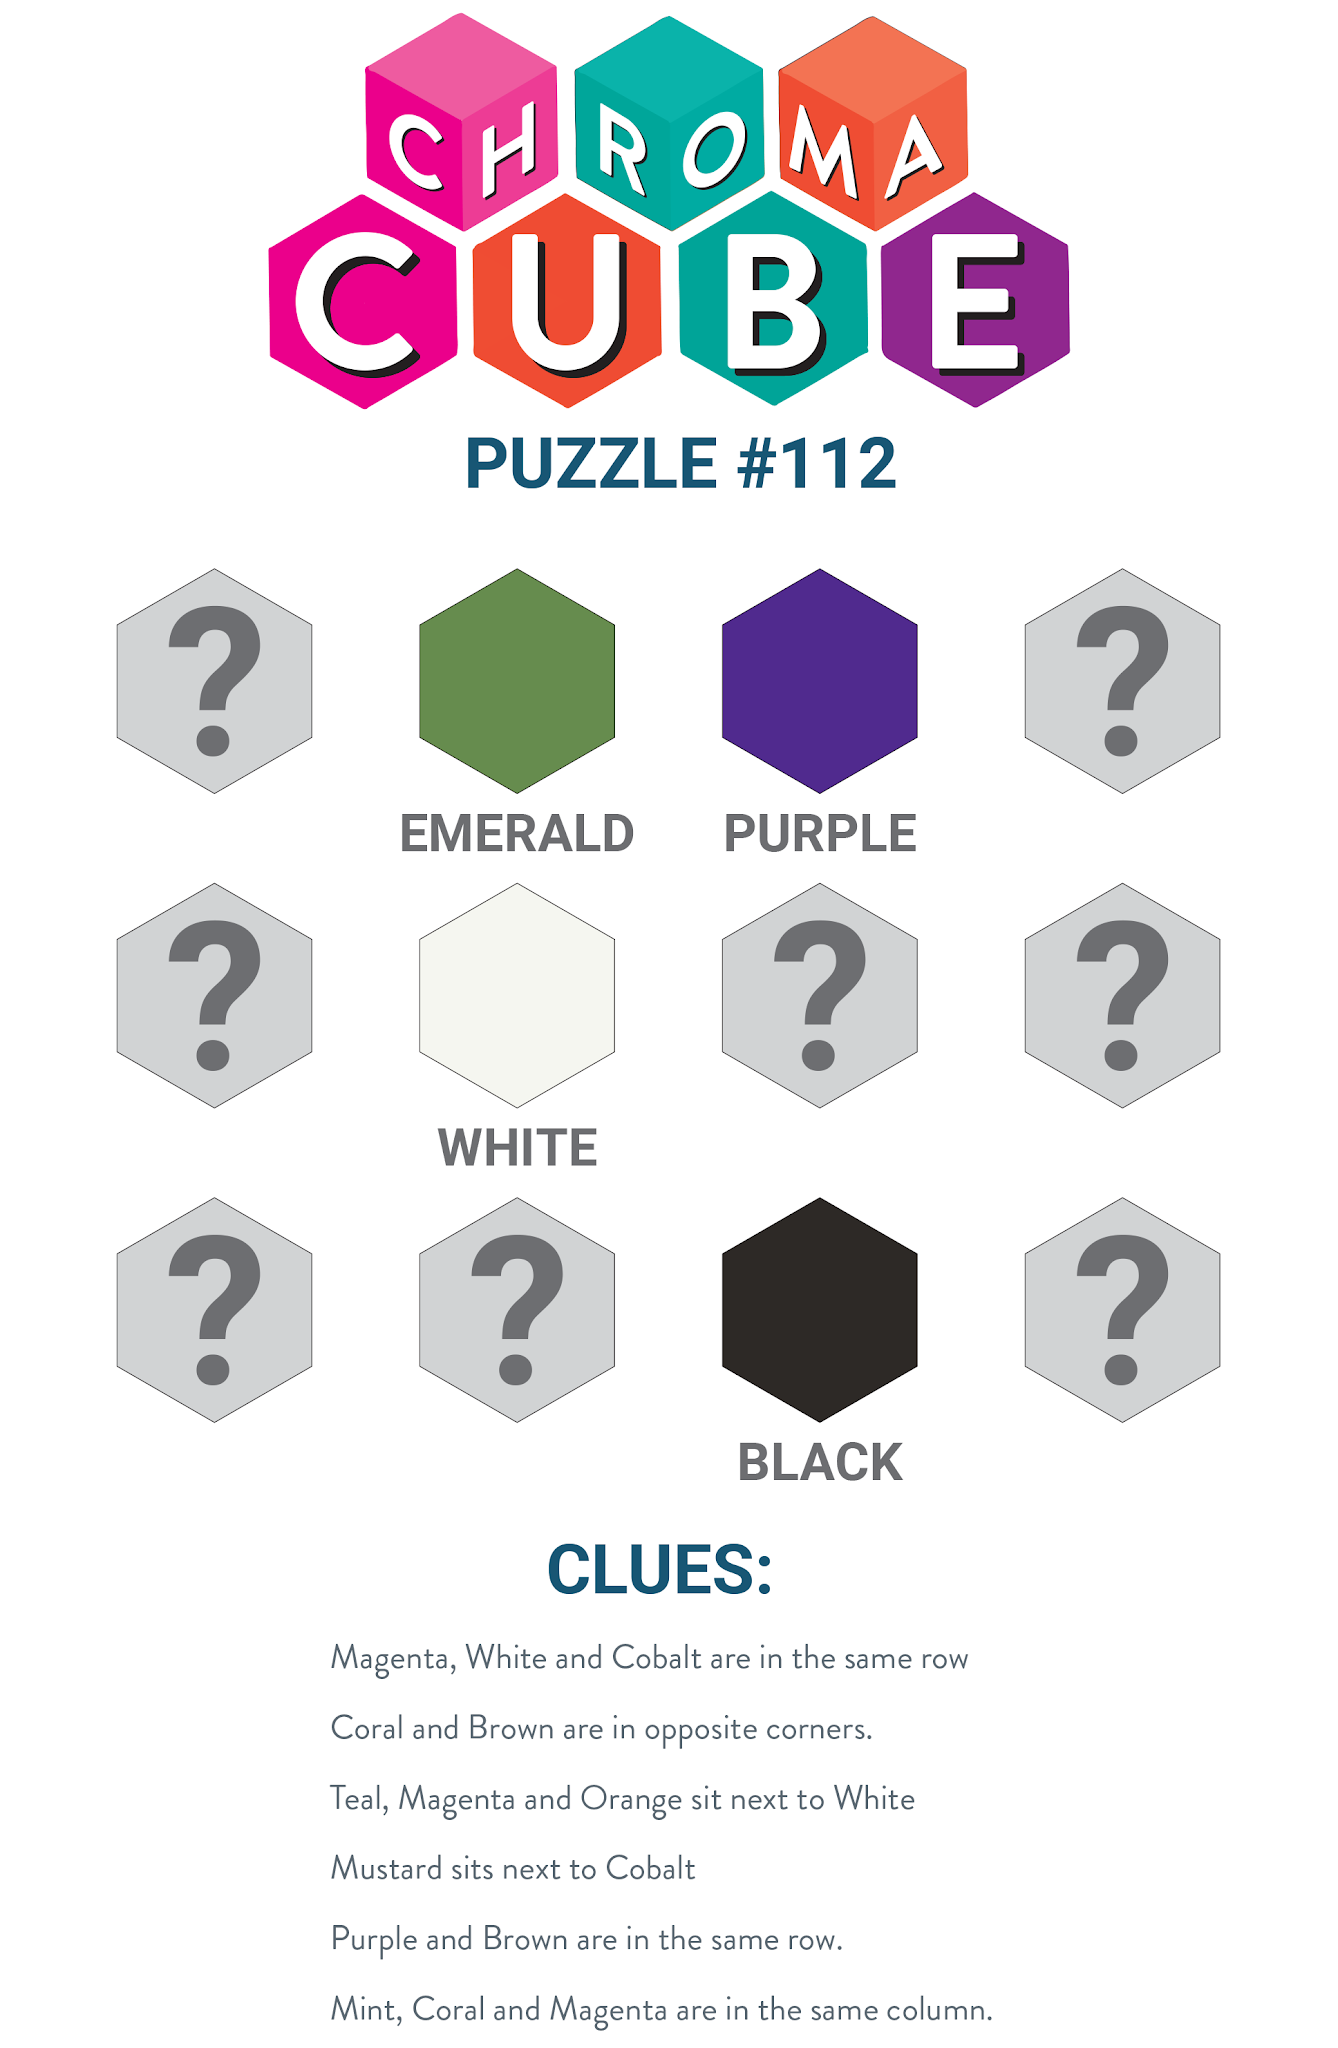 CHROMA
CUBE
PUZZLE #112
? ?
EMERALD PURPLE
? ? ?
WHITE
? ? ?
BLACK
CLUES:
Magenta, White and Cobalt are in the same row
Coral and Brown are in opposite corners.
Teal, Magenta and Orange sit next to White
Mustard sits next to Cobalt
Purple and Brown are in the same row.
Mint, Coral and Magenta are in the same column.